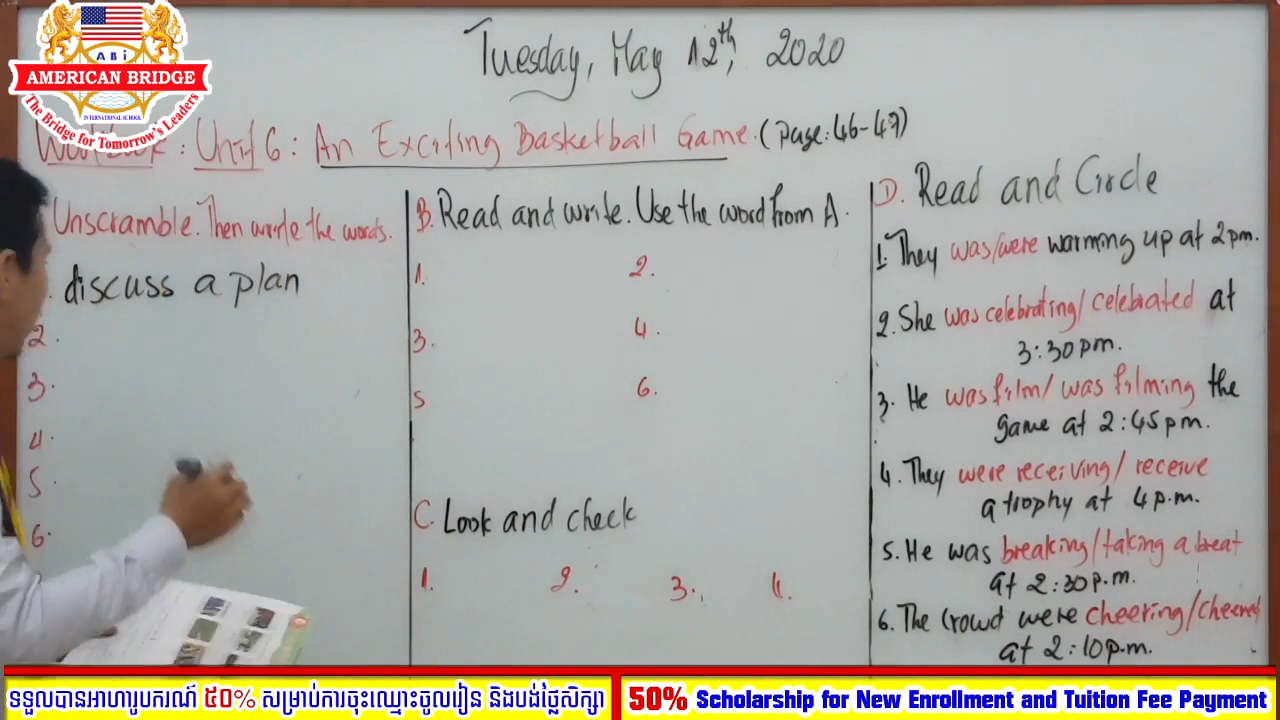 ABi
AMERICAN BRIDGE
INTERNATIONAL SCHOOL
The Bridge for Tomorrow's Leaders
Tuesday, May 12th, 2020
Workbook : Unit 6 : An Exciting Basketball Game. (Page: 46-47)
Unscramble. Then write the words.
discuss a plan
2.
3.
4.
5.
6.
B. Read and write. Use the word from A.
1. 2.
3. 4.
5 6.
C. Look and check
1. 2. 3. 4.
D. Read and Circle
1. They was/were warming up at 2pm.
2. She was celebrating/celebrated at
3:30pm.
3. He was film/was filming the
game at 2:45pm.
4. They were receiving/receive
a trophy at 4p.m.
5. He was breaking/taking a
at 2:30p.m.
6. The crowd were cheering/cheered
at 2:10p.m.
ទទួលបានអាហារូបករណ៍ ៥០% សម្រាប់ការចុះឈ្មោះចូលរៀន និងបង់ថ្លៃសិក្សា
50% Scholarship for New Enrollment and Tuition Fee Payment